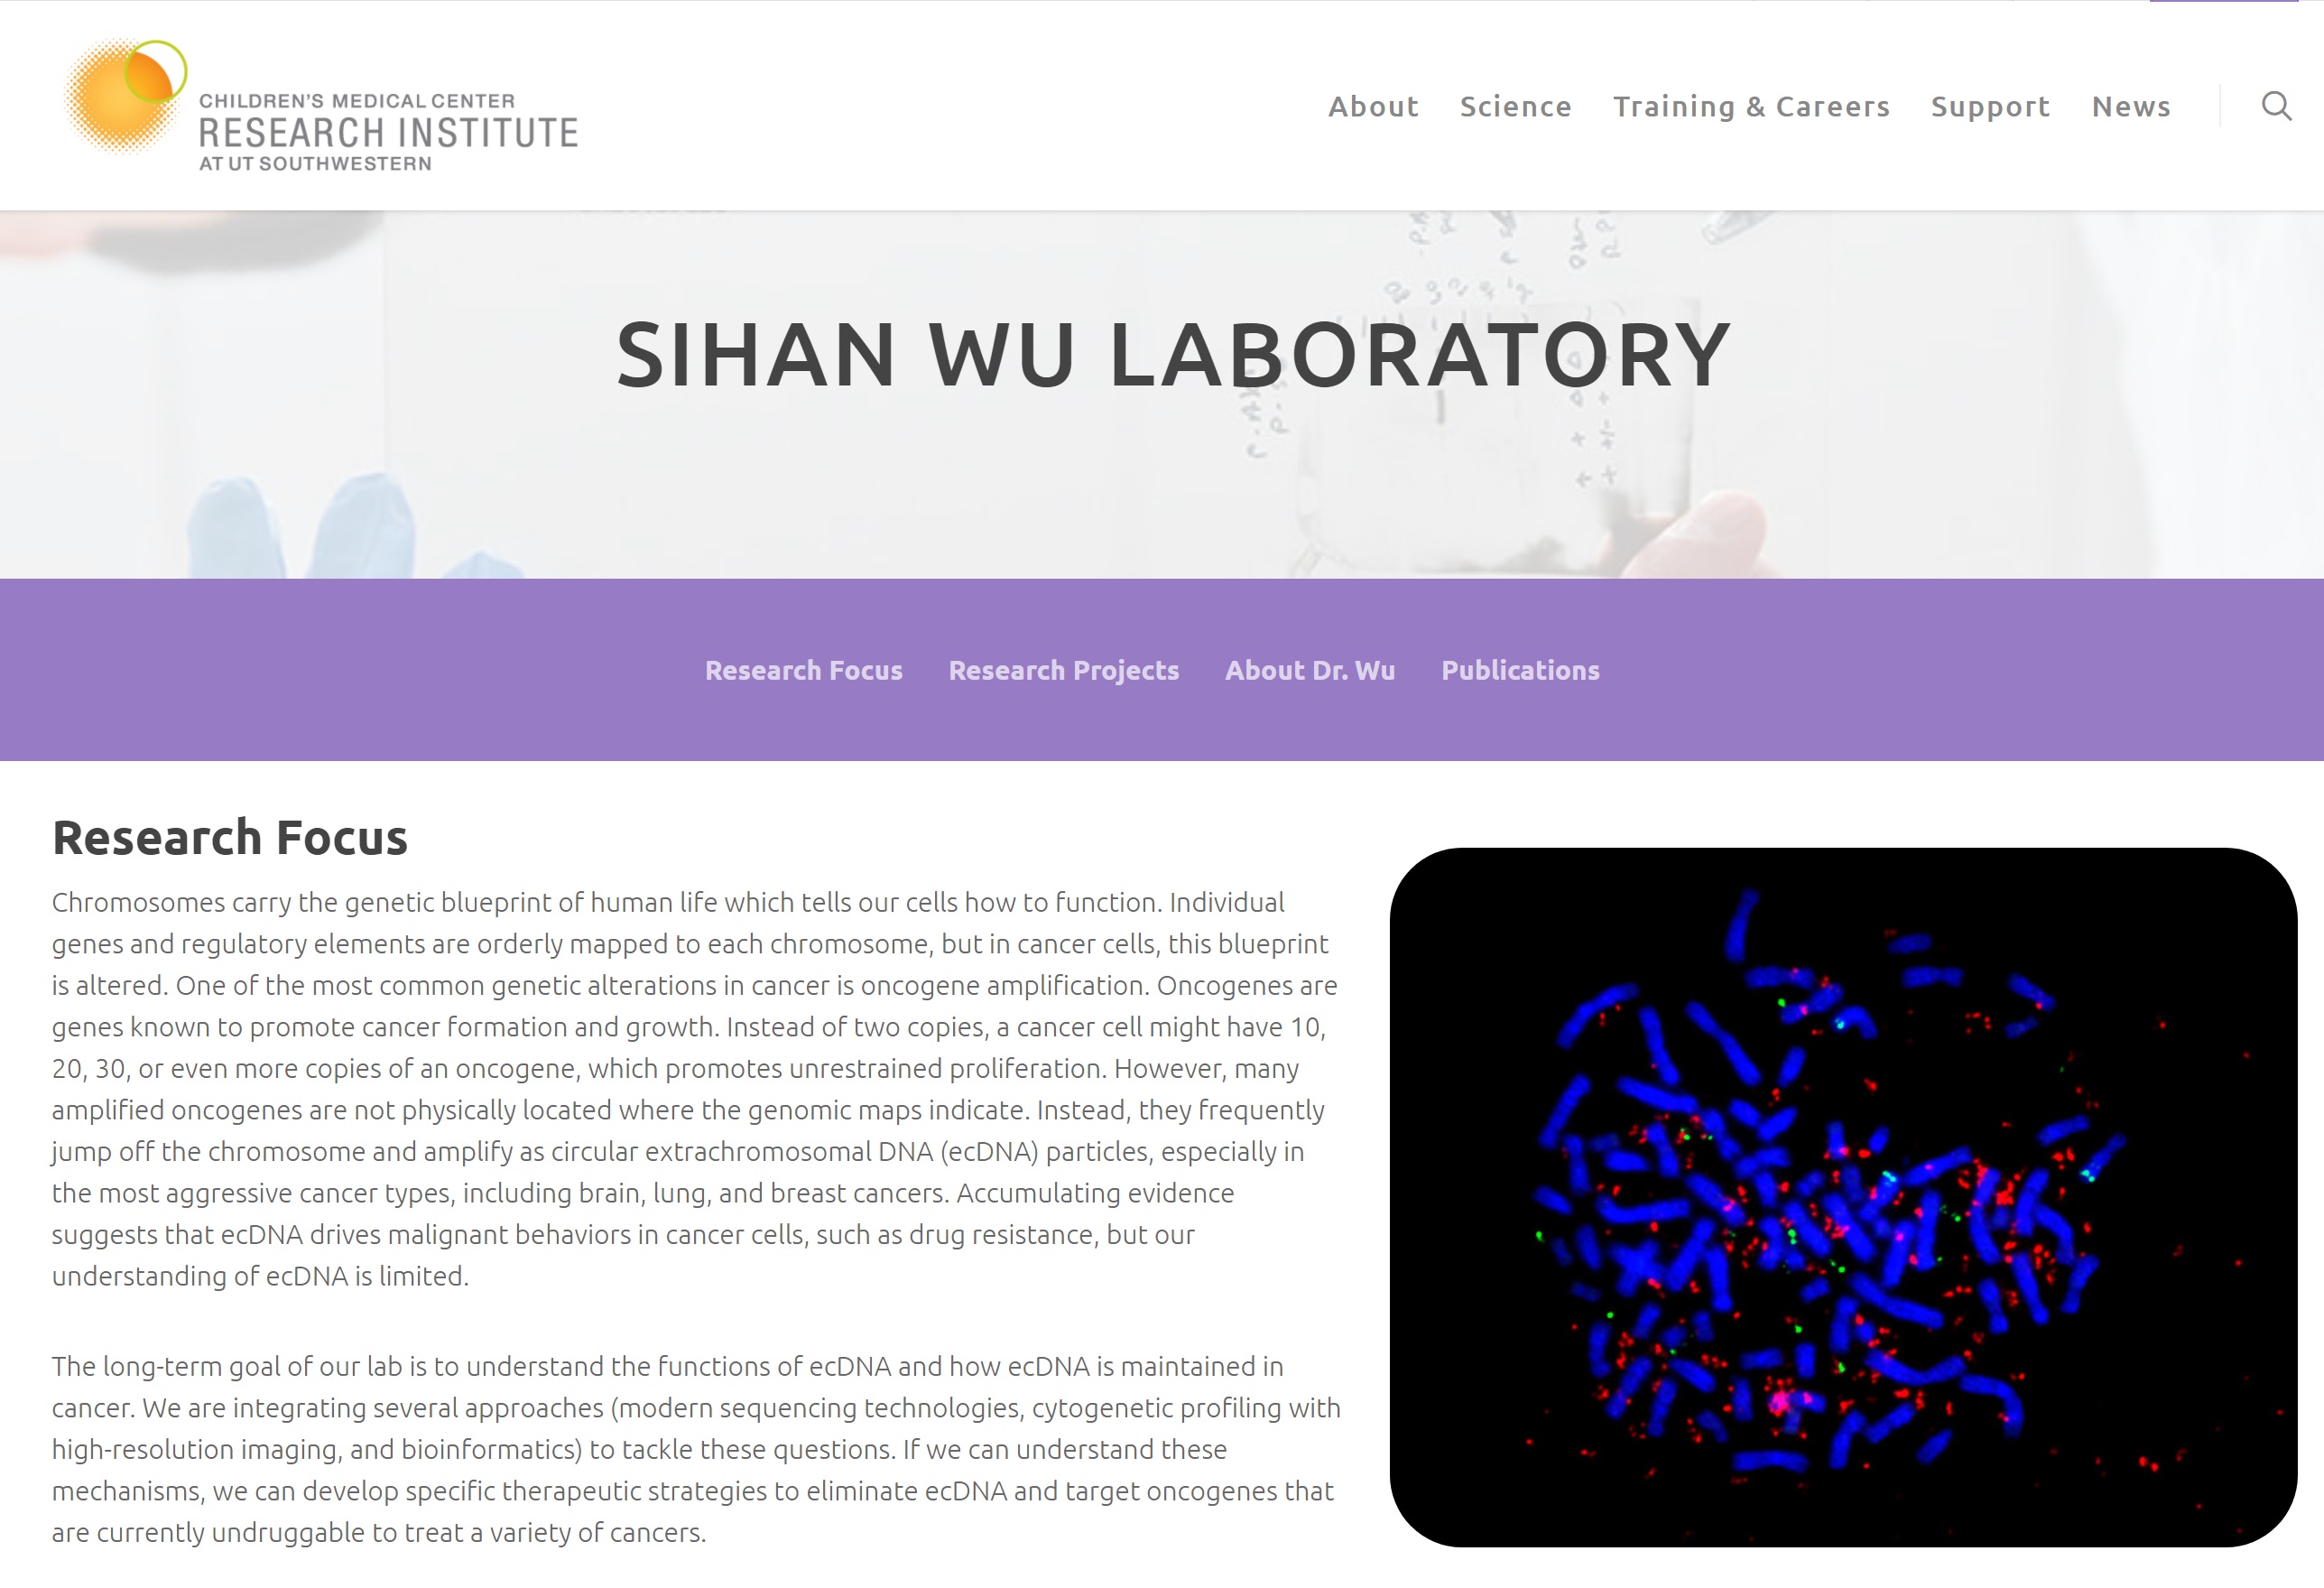 CHILDREN'S MEDICAL CENTER
RESEARCH INSTITUTE
AT UT SOUTHWESTERN
About Science Training & Careers Support News
SIHAN WU LABORATORY
Research Focus Research Projects About Dr. Wu Publications
Research Focus
Chromosomes carry the genetic blueprint of human life which tells our cells how to function. Individual
genes and regulatory elements are orderly mapped to each chromosome, but in cancer cells, this blueprint
is altered. One of the most common genetic alterations in cancer is oncogene amplification. Oncogenes are
genes known to promote cancer formation and growth. Instead of two copies, a cancer cell might have 10,
20, 30, or even more copies of an oncogene, which promotes unrestrained proliferation. However, many
amplified oncogenes are not physically located where the genomic maps indicate. Instead, they frequently
jump off the chromosome and amplify as circular extrachromosomal DNA (ecDNA) particles, especially in
the most aggressive cancer types, including brain, lung, and breast cancers. Accumulating evidence
suggests that ecDNA drives malignant behaviors in cancer cells, such as drug resistance, but our
understanding of ecDNA is limited.
The long-term goal of our lab is to understand the functions of ecDNA and how ecDNA is maintained in
cancer. We are integrating several approaches (modern sequencing technologies, cytogenetic profiling with
high-resolution imaging, and bioinformatics) to tackle these questions. If we can understand these
mechanisms, we can develop specific therapeutic strategies to eliminate ecDNA and target oncogenes that
are currently undruggable to treat a variety of cancers.